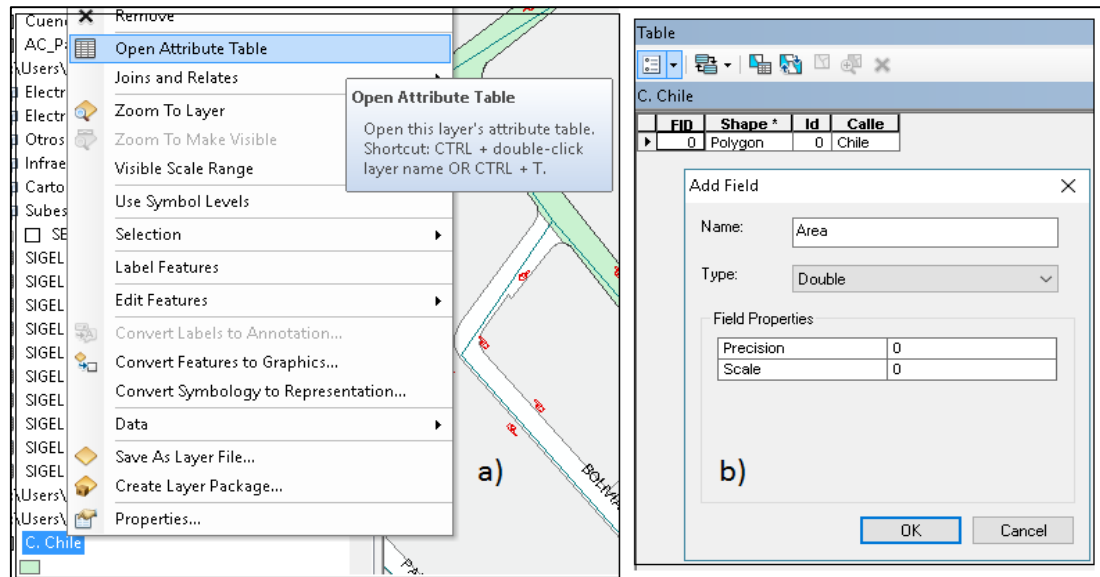 Cuen
AC_P
:\Users\
Electr
Electr
Otros
Infrae
Carto
Subes
SE
SIGEL
SIGEL
SIGEL
SIGEL
SIGEL
SIGEL
SIGEL
SIGEL
SIGEL
SIGEL
:\Users\
:\Users\
C. Chile
Remove
Open Attribute Table
Joins and Relates
Zoom To Layer
Zoom To Make Visible
Visible Scale Range
Use Symbol Levels
Selection
Label Features
Edit Features
Convert Labels to Annotation...
Convert Features to Graphics...
Convert Symbology to Representation...
Data
Save As Layer File...
Create Layer Package...
Properties...
Open Attribute Table
Open this layer's attribute table.
Shortcut: CTRL + double-click
layer name OR CTRL + T.
a)
BOLIVIA
PA
Table
C. Chile
FID Shape * Id Calle
0 Polygon 0 Chile
Add Field
Name: Area
Type: Double
Field Properties
Precision 0
Scale 0
b)
OK Cancel